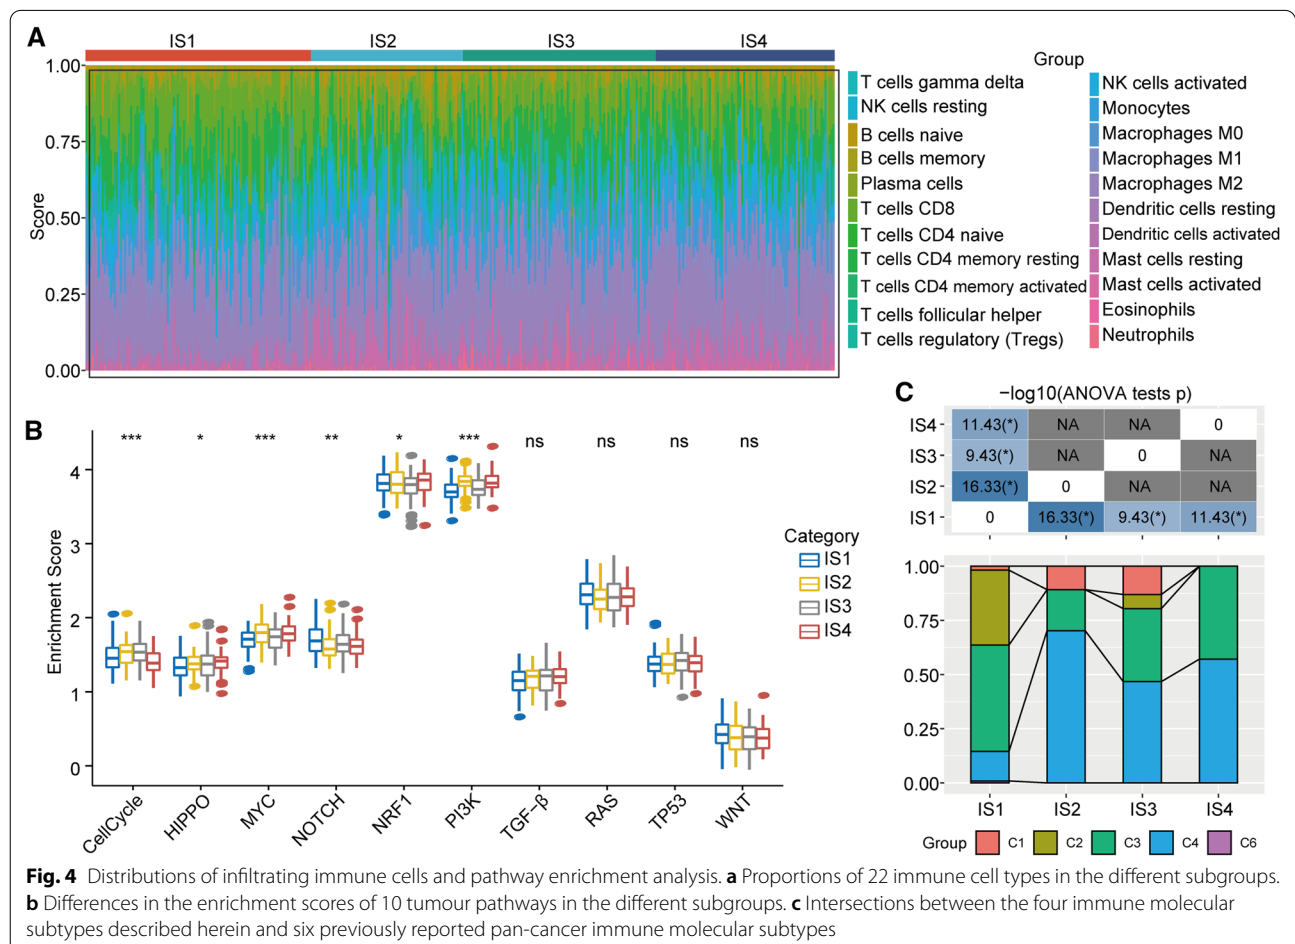 A
IS1 IS2 IS3 IS4
1.00
0.75
0.50
0.25
0.00
Score
Group
T cells gamma delta
NK cells resting
B cells naive
B cells memory
Plasma cells
T cells CD8
T cells CD4 naive
T cells CD4 memory resting
T cells CD4 memory activated
T cells follicular helper
T cells regulatory (Tregs)
NK cells activated
Monocytes
Macrophages M0
Macrophages M1
Macrophages M2
Dendritic cells resting
Dendritic cells activated
Mast cells resting
Mast cells activated
Eosinophils
Neutrophils
B
*** * *** ** * *** ns ns ns ns
4
3
2
1
0
Enrichment Score
CellCycle HIPPO MYC NOTCH NRF1 PI3K TGF-β RAS TP53 WNT
Category
IS1
IS2
IS3
IS4
C
−log10(ANOVA tests p)
IS4 11.43(*) NA NA 0
IS3 9.43(*) NA 0 NA
IS2 16.33(*) 0 NA NA
IS1 0 16.33(*) 9.43(*) 11.43(*)
1.00
0.75
0.50
0.25
0.00
IS1 IS2 IS3 IS4
Group C1 C2 C3 C4 C6
Fig. 4 Distributions of infiltrating immune cells and pathway enrichment analysis. a Proportions of 22 immune cell types in the different subgroups.
b Differences in the enrichment scores of 10 tumour pathways in the different subgroups. c Intersections between the four immune molecular
subtypes described herein and six previously reported pan-cancer immune molecular subtypes